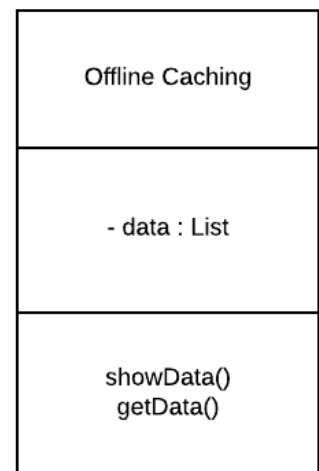 Offline Caching
- data : List
showData()
getData()